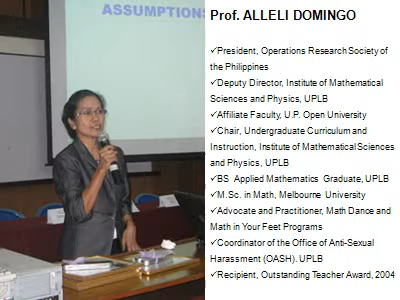 ASSUMPTIONS
Prof. ALLELI DOMINGO
✓President, Operations Research Society of
the Philippines
✓Deputy Director, Institute of Mathematical
Sciences and Physics, UPLB
✓Affiliate Faculty, U.P. Open University
✓Chair, Undergraduate Curriculum and
Instruction, Institute of Mathematical Sciences
and Physics, UPLB
✓BS Applied Mathematics Graduate, UPLB
✓M.Sc. in Math, Melbourne University
✓Advocate and Practitioner, Math Dance and
Math in Your Feet Programs
✓Coordinator of the Office of Anti-Sexual
Harassment (OASH). UPLB
✓Recipient, Outstanding Teacher Award, 2004